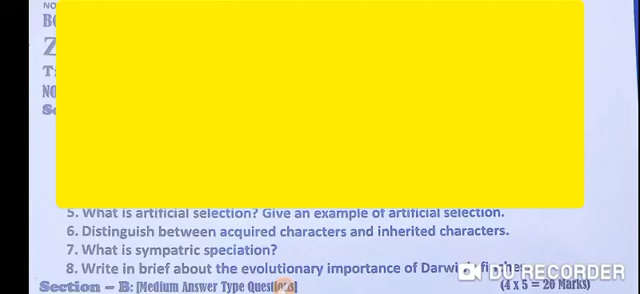 NO
Z
NO
5. What is artificial selection? Give an example of artificial selection.
6. Distinguish between acquired characters and inherited characters.
7. What is sympatric speciation?
8. Write in brief about the evolutionary importance of
DU RECORDER
Section – B: [Medium Answer Type Questions] (4 x 5 = 20 Marks)